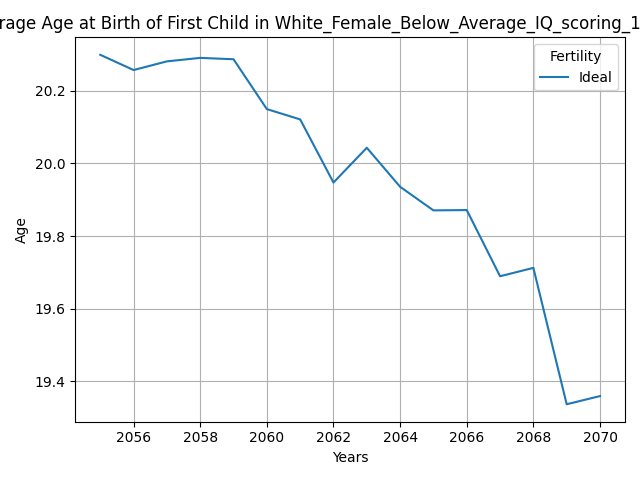 rage Age at Birth of First Child in White_Female_Below_Average_IQ_scoring_1
Fertility
Ideal
20.2
20.0
19.8
19.6
19.4
Age
2056 2058 2060 2062 2064 2066 2068 2070
Years